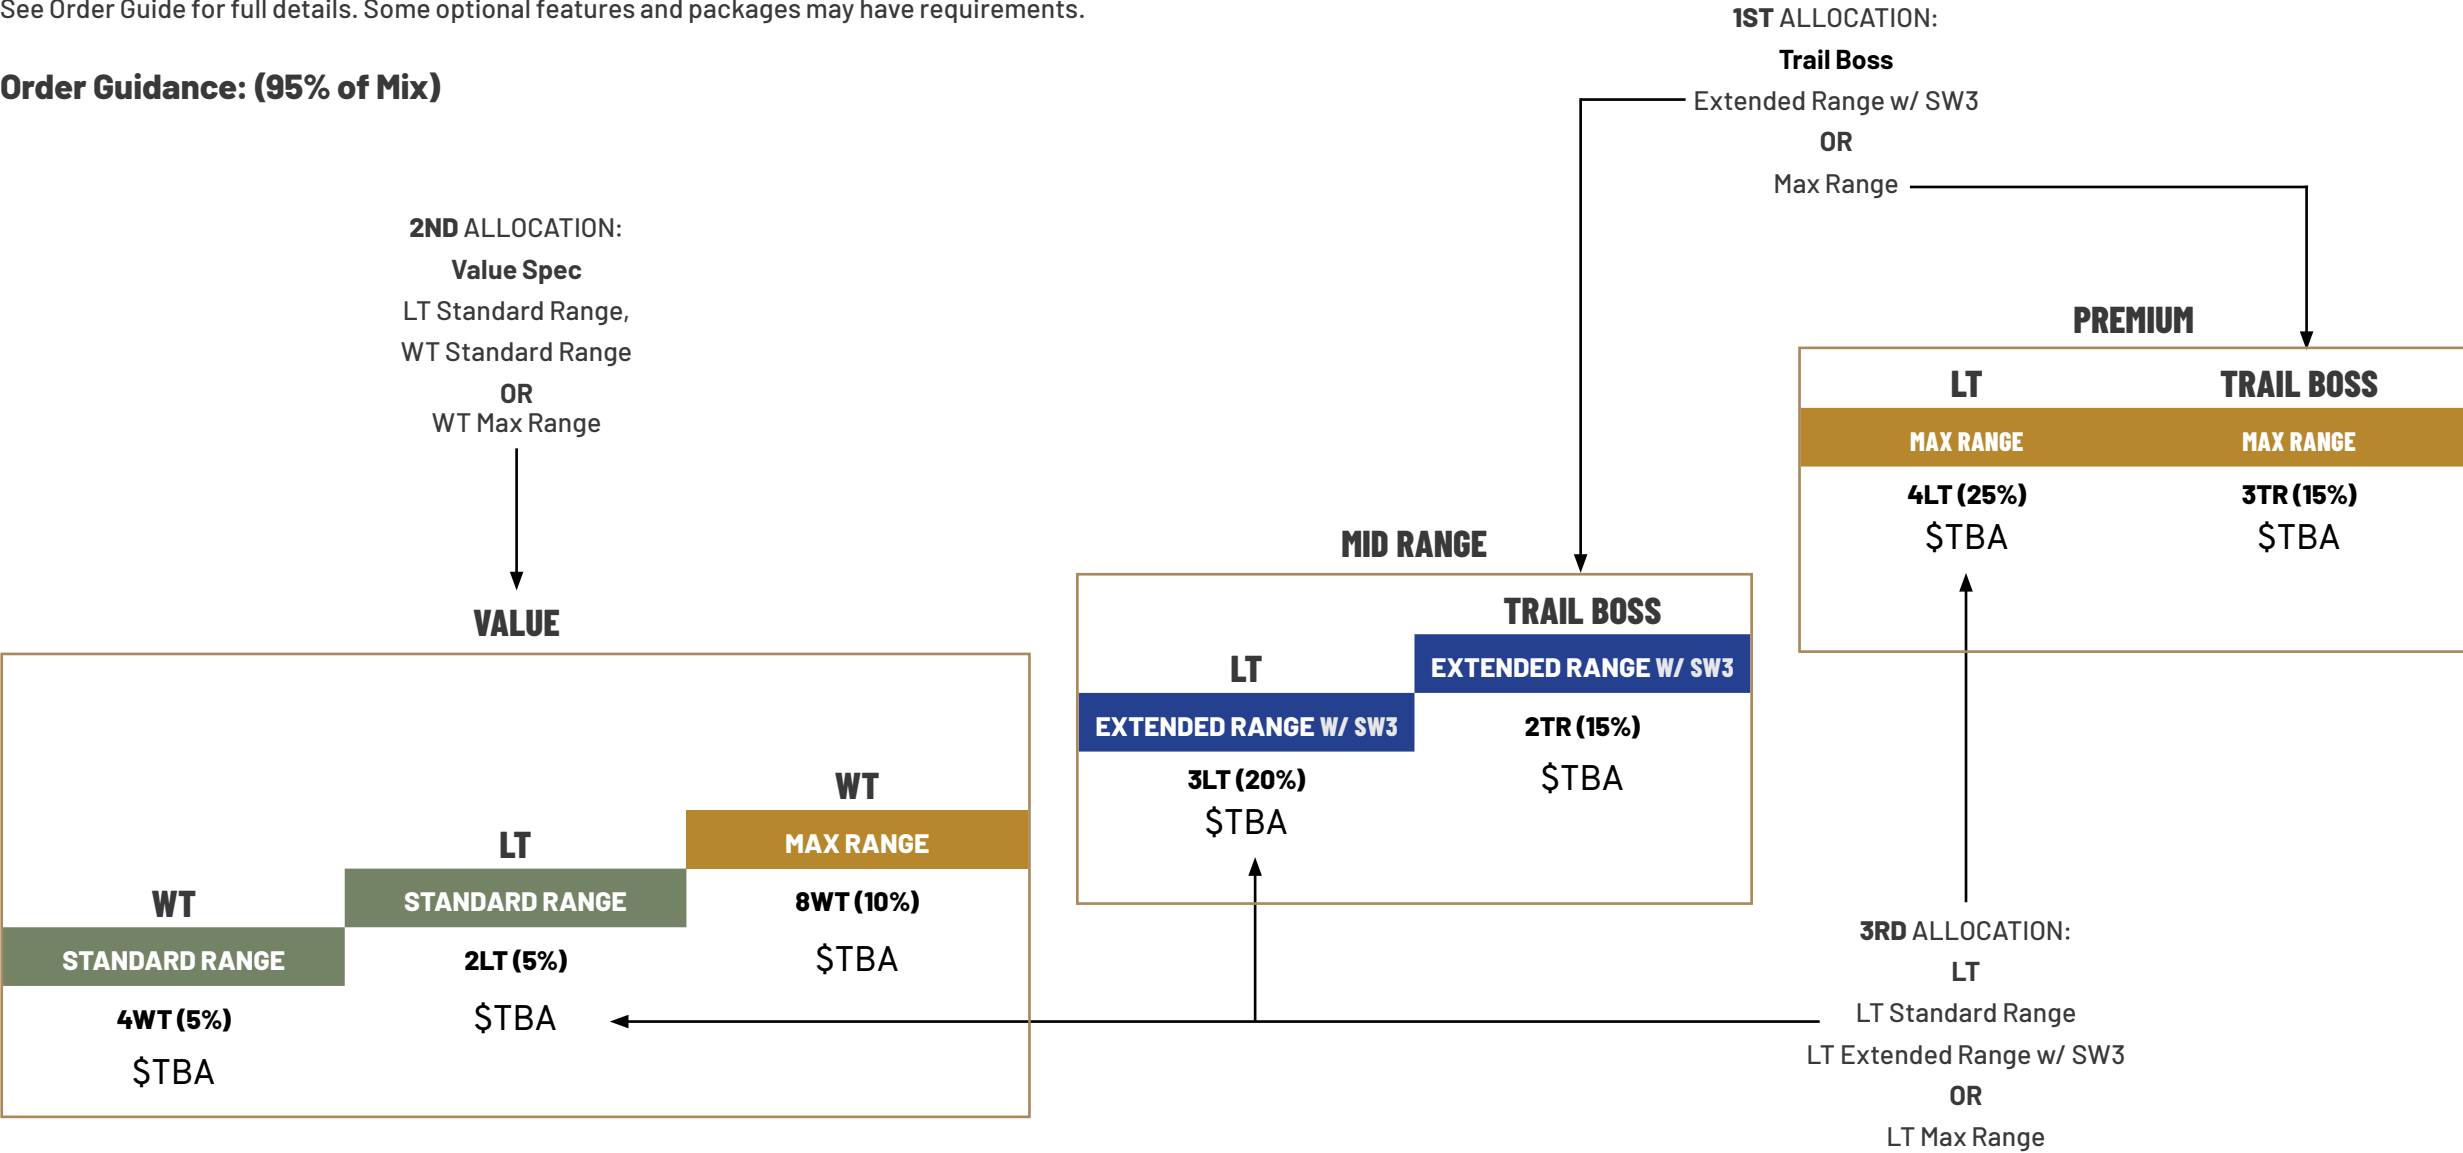 See Order Guide for full details. Some optional features and packages may have requirements.
Order Guidance: (95% of Mix)
1ST ALLOCATION:
Trail Boss
Extended Range w/ SW3
OR
Max Range
2ND ALLOCATION:
Value Spec
LT Standard Range,
WT Standard Range
OR
WT Max Range
VALUE
WT
STANDARD RANGE
4WT (5%)
$TBA
LT
STANDARD RANGE
2LT (5%)
$TBA
WT
MAX RANGE
8WT (10%)
$TBA
MID RANGE
LT
EXTENDED RANGE W/ SW3
3LT (20%)
$TBA
TRAIL BOSS
EXTENDED RANGE W/ SW3
2TR (15%)
$TBA
PREMIUM
LT
MAX RANGE
4LT (25%)
$TBA
TRAIL BOSS
MAX RANGE
3TR (15%)
$TBA
3RD ALLOCATION:
LT
LT Standard Range
LT Extended Range w/ SW3
OR
LT Max Range